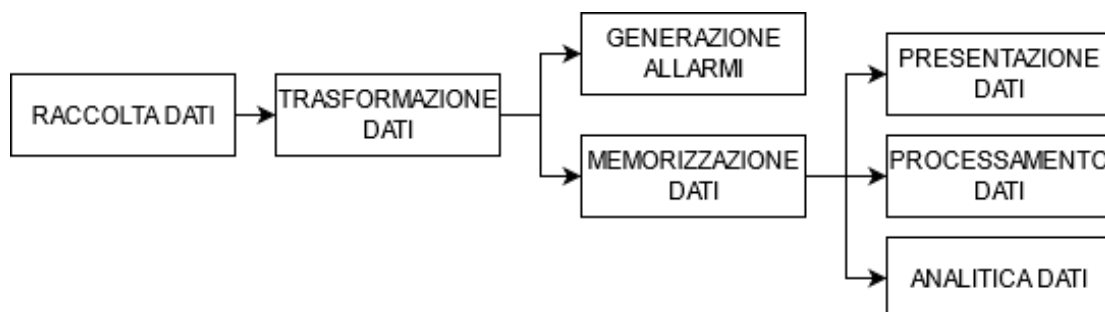 RACCOLTA DATI
TRASFORMAZIONE
DATI
GENERAZIONE
ALLARMI
MEMORIZZAZIONE
DATI
PRESENTAZIONE
DATI
PROCESSAMENTO
DATI
ANALITICA DATI